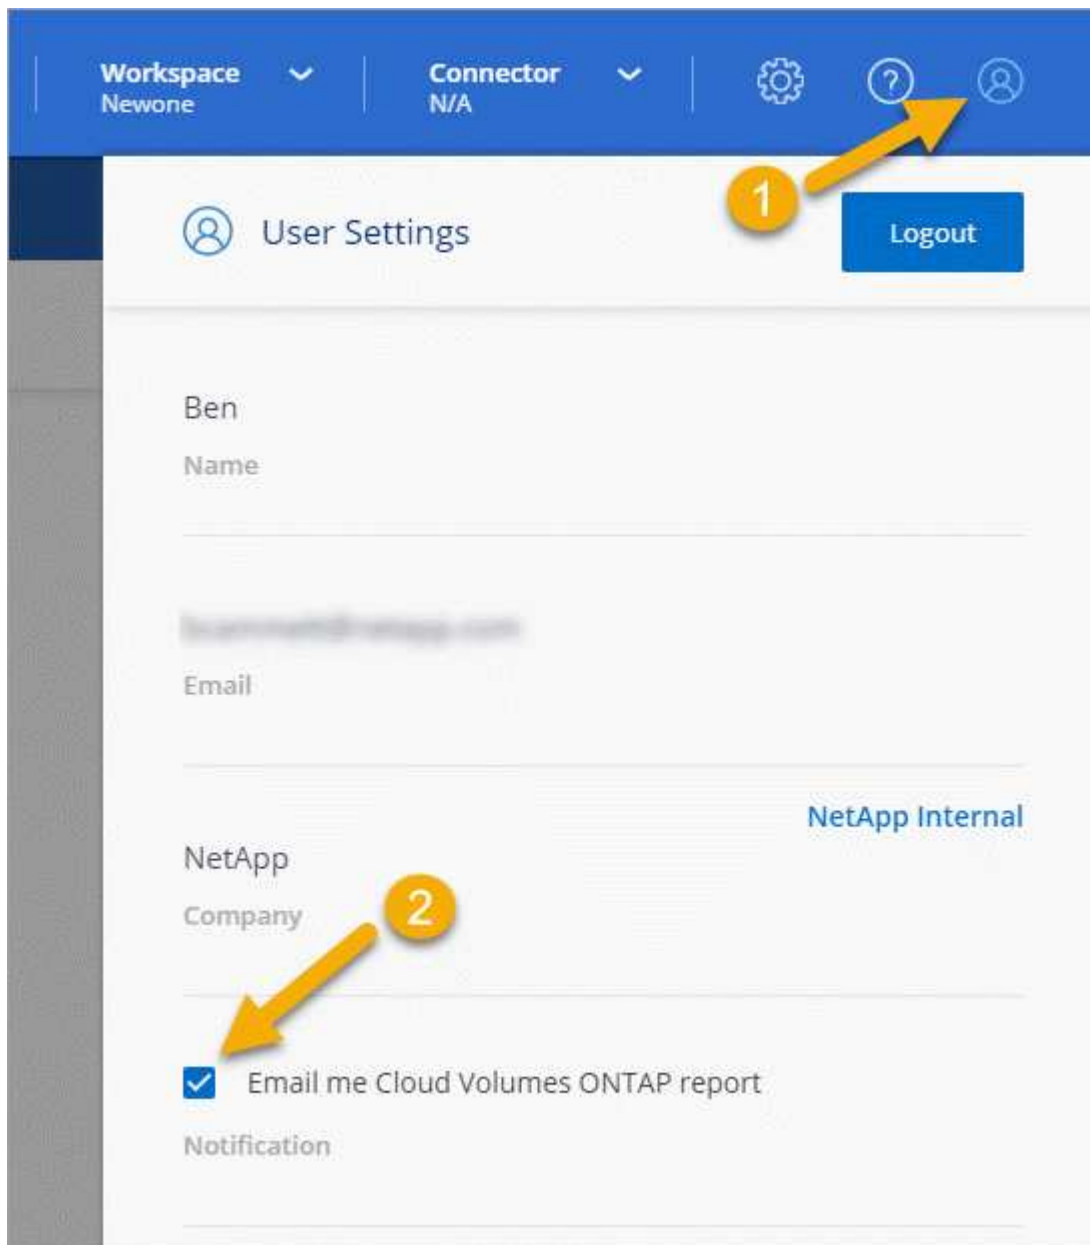 Workspace
Newone
Connector
N/A
1
User Settings
Logout
Ben
Name
Email
NetApp Internal
NetApp
Company
2
Email me Cloud Volumes ONTAP report
Notification